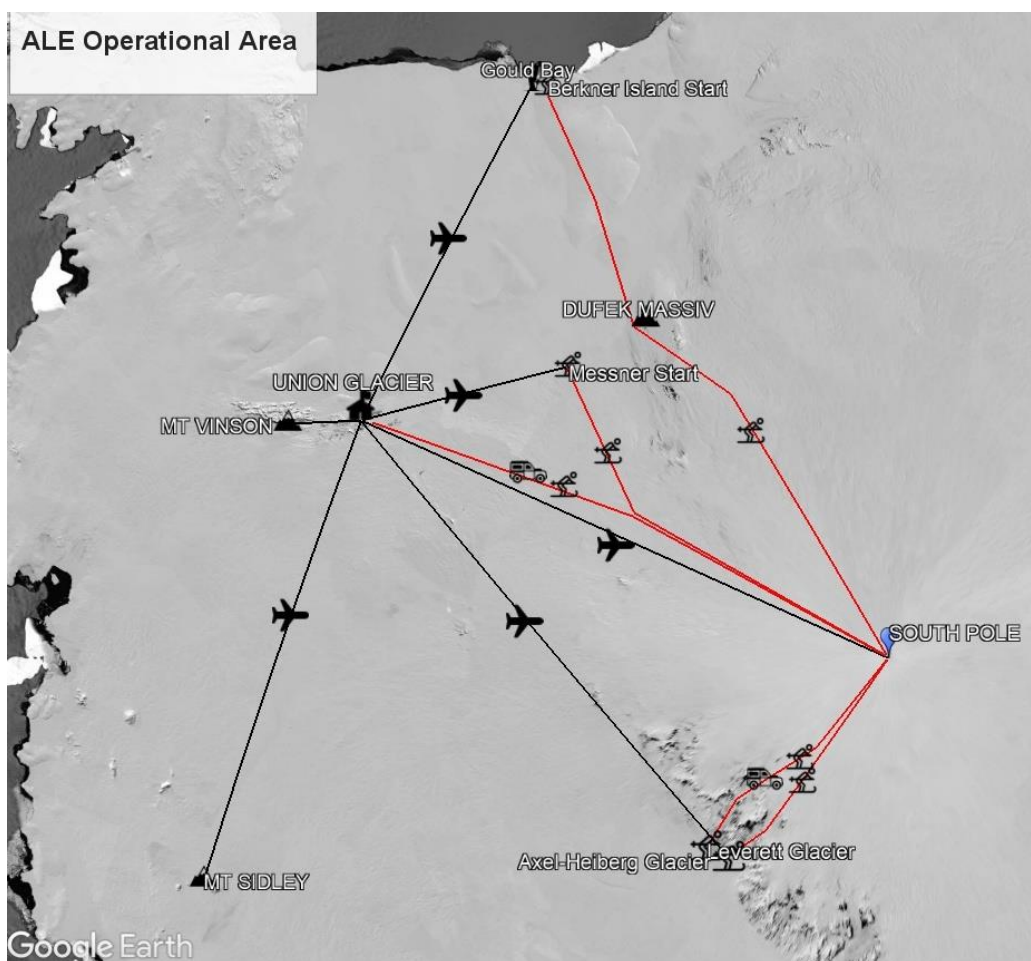 ALE Operational Area
Gould Bay
Berkner Island Start
DUFEK MASSIV
Messner Start
UNION GLACIER
MT VINSON
SOUTH POLE
Axel-Heiberg Glacier
Leverett Glacier
MT SIDLEY
Google Earth